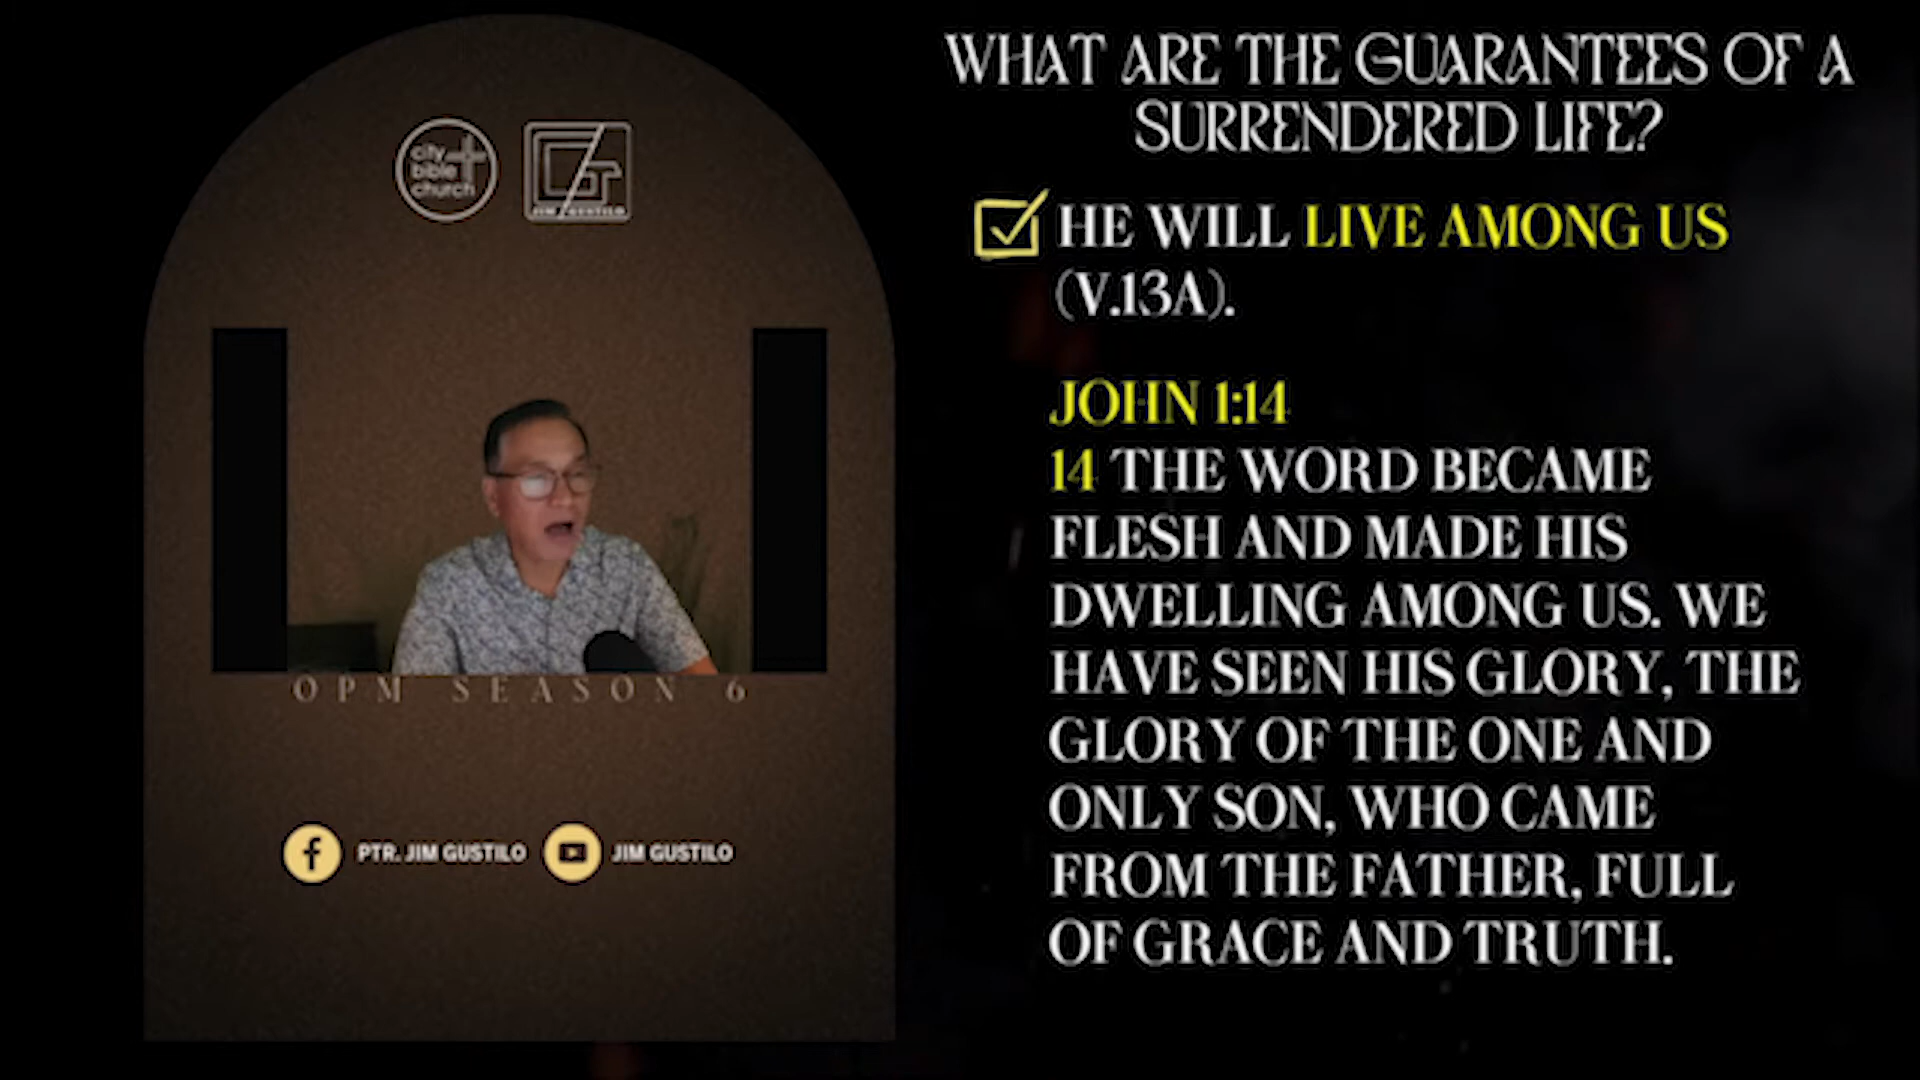 city
bible
church
JIM GUSTILO
OPM SEASON 6
PTR. JIM GUSTILO
JIM GUSTILO
WHAT ARE THE GUARANTEES OF A
SURRENDERED LIFE?
HE WILL LIVE AMONG US
(V.13A).
JOHN 1:14
14 THE WORD BECAME
FLESH AND MADE HIS
DWELLING AMONG US. WE
HAVE SEEN HIS GLORY, THE
GLORY OF THE ONE AND
ONLY SON, WHO CAME
FROM THE FATHER, FULL
OF GRACE AND TRUTH.